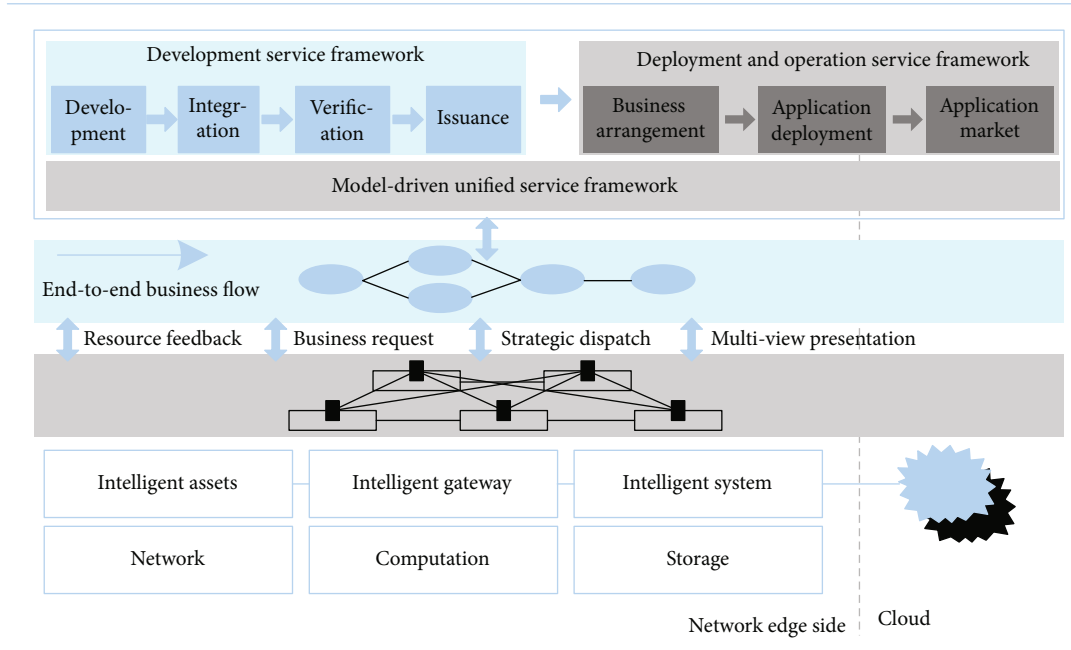 Development service framework
Develo-
pment
Integr-
ation
Verific-
ation
Issuance
Deployment and operation service framework
Business
arrangement
Application
deployment
Application
market
Model-driven unified service framework
End-to-end business flow
Resource feedback
Business request
Strategic dispatch
Multi-view presentation
Intelligent assets
Intelligent gateway
Intelligent system
Network
Computation
Storage
Network edge side
Cloud